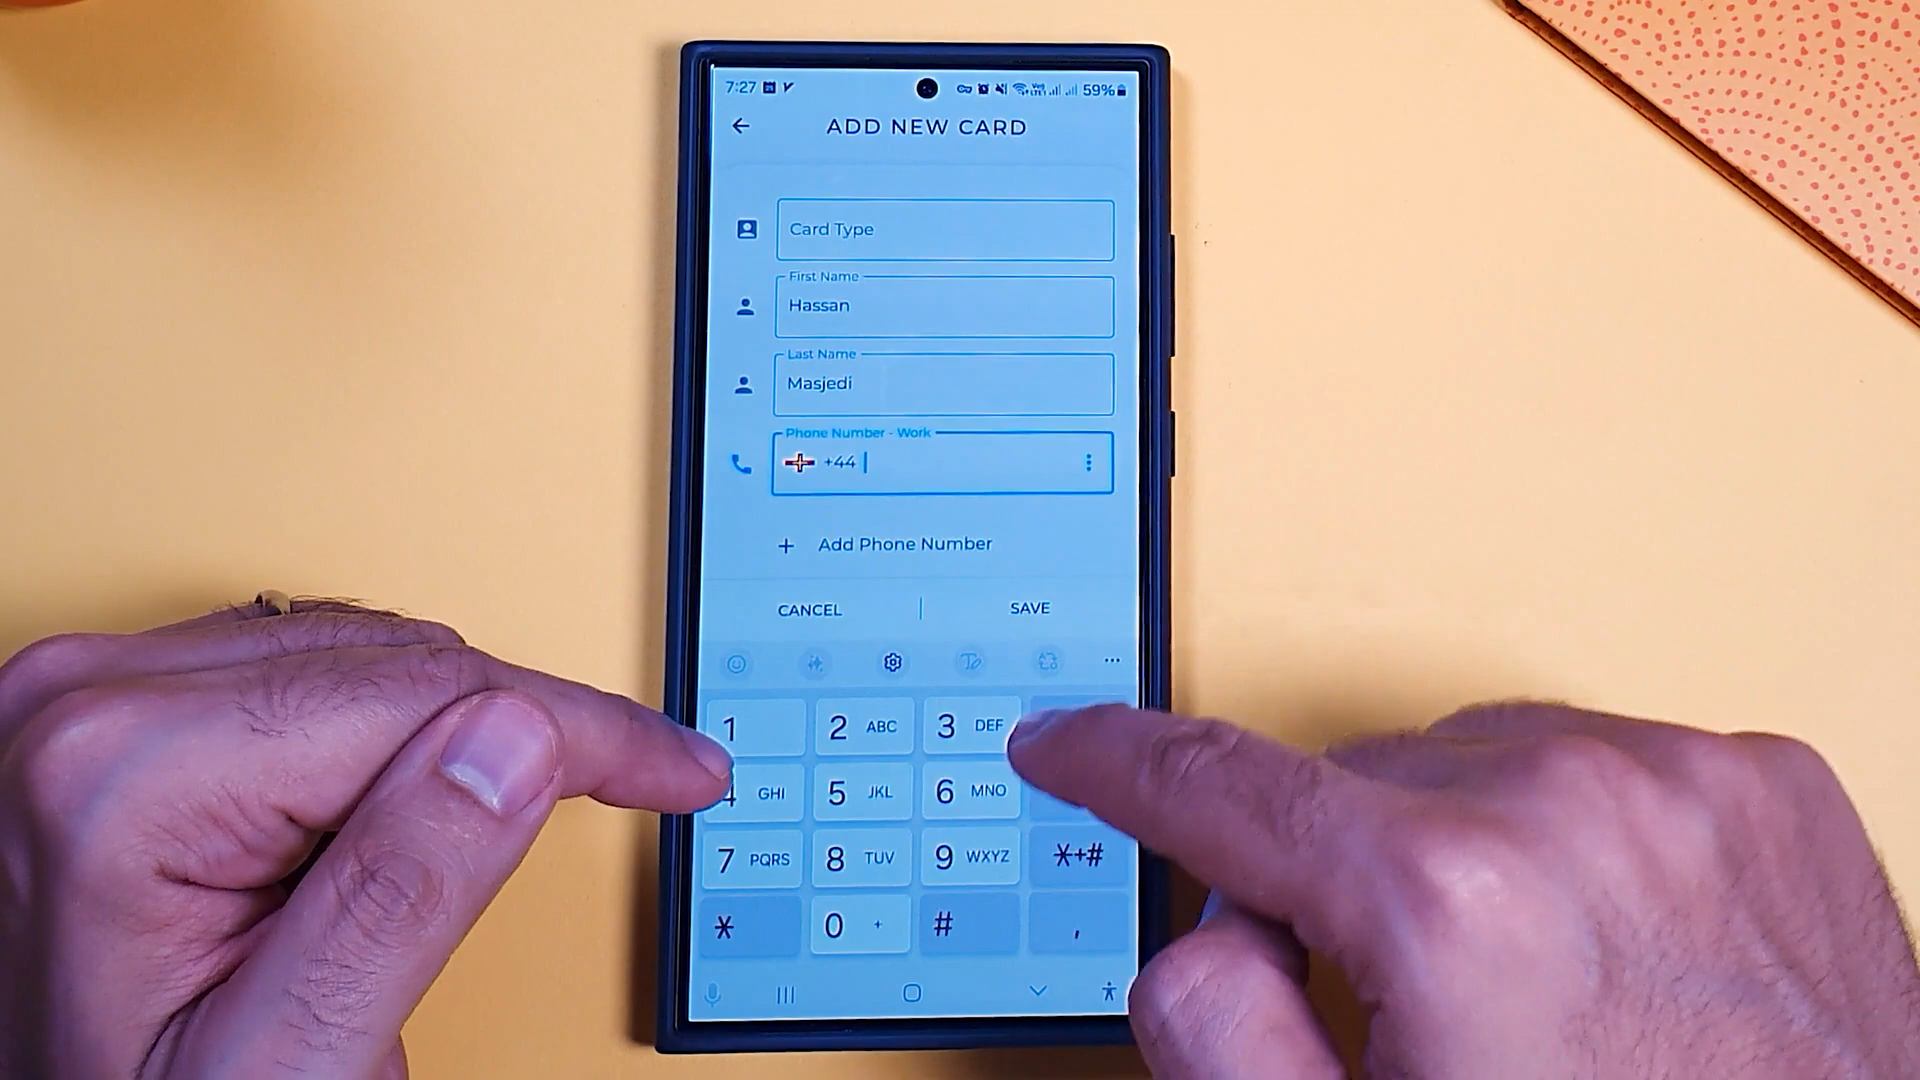 7:27 59%
ADD NEW CARD
Card Type
First Name
Hassan
Last Name
Masjedi
Phone Number - Work
+44
+ Add Phone Number
CANCEL | SAVE
1 2 ABC 3 DEF
4 GHI 5 JKL 6 MNO
7 PQRS 8 TUV 9 WXYZ *+#
* 0 + # ,